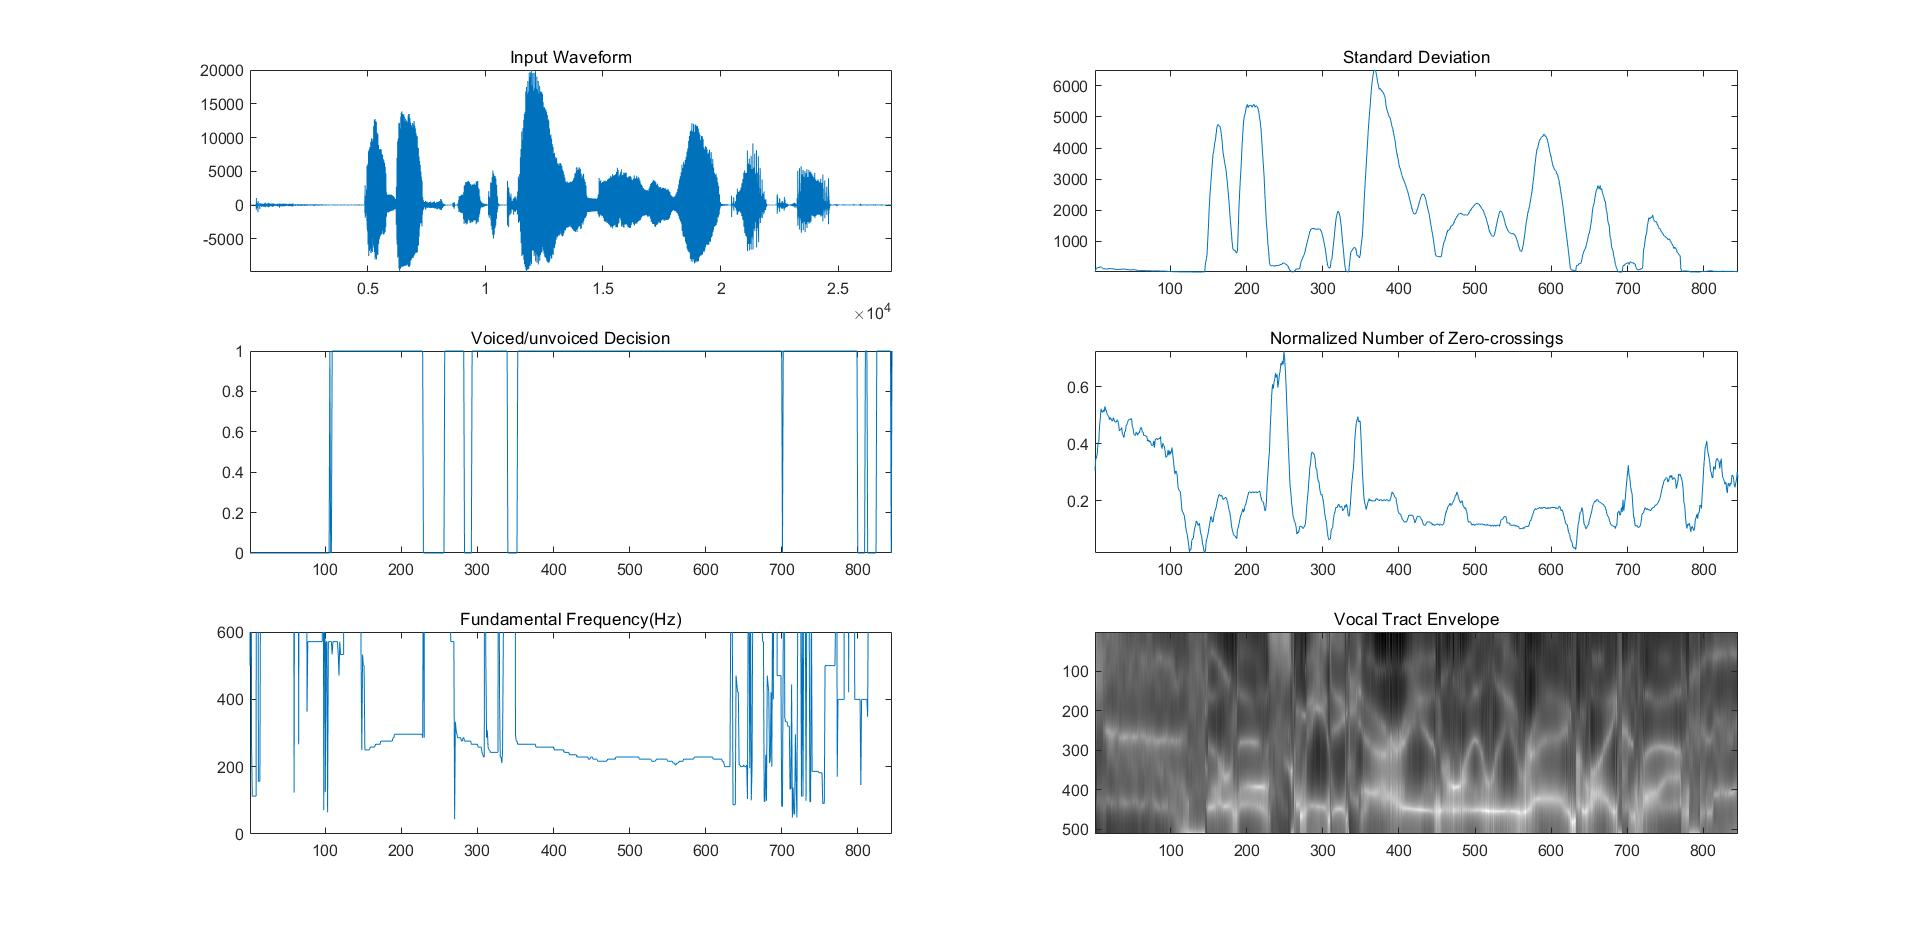 Input Waveform
20000
15000
10000
5000
0
-5000
0.5 1 1.5 2 2.5
×10^4
Standard Deviation
6000
5000
4000
3000
2000
1000
100 200 300 400 500 600 700 800
Voiced/unvoiced Decision
1
0.8
0.6
0.4
0.2
0
100 200 300 400 500 600 700 800
Normalized Number of Zero-crossings
0.6
0.4
0.2
100 200 300 400 500 600 700 800
Fundamental Frequency(Hz)
600
400
200
0
100 200 300 400 500 600 700 800
Vocal Tract Envelope
100
200
300
400
500
100 200 300 400 500 600 700 800